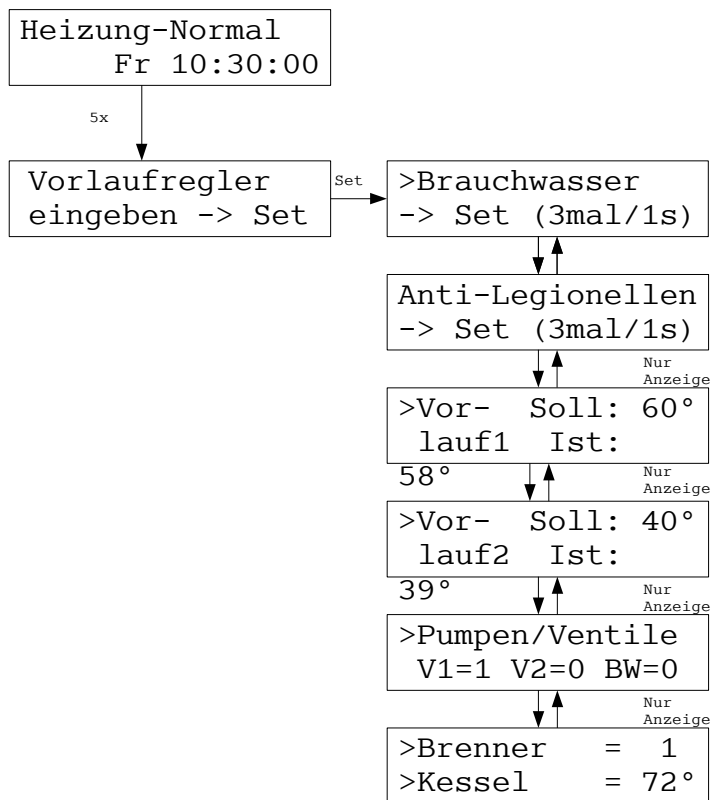 Heizung-Normal
Fr 10:30:00
5x
Vorlaufregler
eingeben -> Set
Set
>Brauchwasser
-> Set (3mal/1s)
Anti-Legionellen
-> Set (3mal/1s)
Nur
Anzeige
>Vor- Soll: 60°
lauf1 Ist:
58°
Nur
Anzeige
>Vor- Soll: 40°
lauf2 Ist:
39°
Nur
Anzeige
>Pumpen/Ventile
V1=1 V2=0 BW=0
Nur
Anzeige
>Brenner = 1
>Kessel = 72°